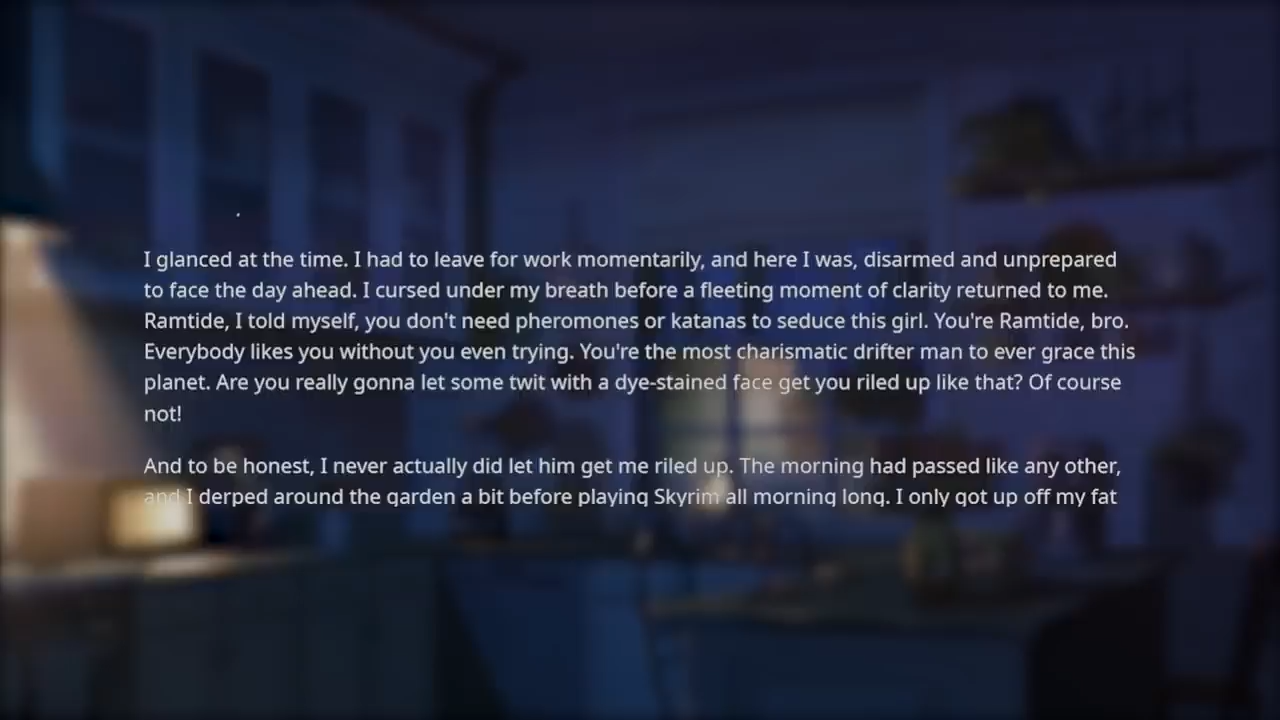 I glanced at the time. I had to leave for work momentarily, and here I was, disarmed and unprepared
to face the day ahead. I cursed under my breath before a fleeting moment of clarity returned to me.
Ramtide, I told myself, you don't need pheromones or katanas to seduce this girl. You're Ramtide, bro.
Everybody likes you without you even trying. You're the most charismatic drifter man to ever grace this
planet. Are you really gonna let some twit with a dye-stained face get you riled up like that? Of course
not!
And to be honest, I never actually did let him get me riled up. The morning had passed like any other,
and I derped around the garden a bit before playing Skyrim all morning long. I only got up off my fat